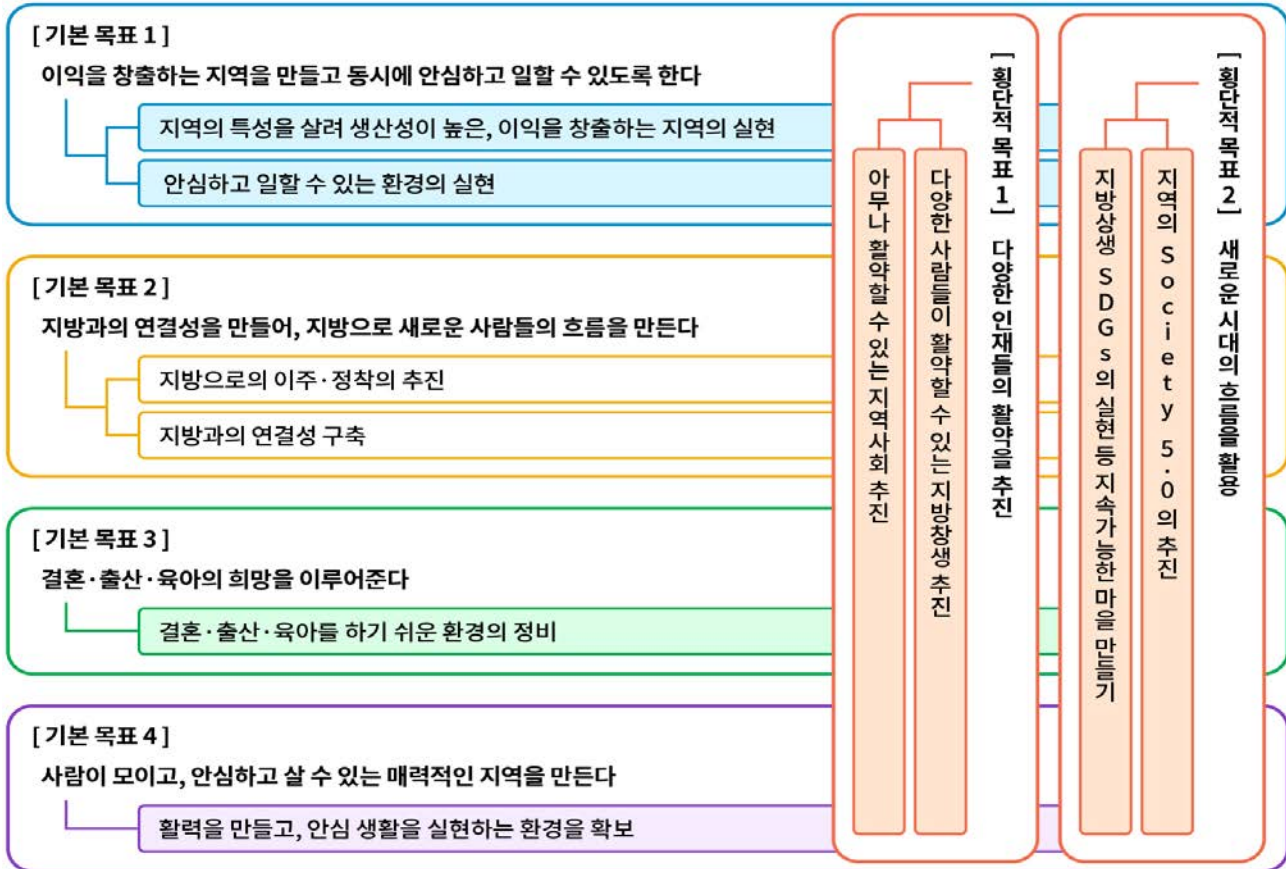 [ 기본 목표 1 ]
이익을 창출하는 지역을 만들고 동시에 안심하고 일할 수 있도록 한다
지역의 특성을 살려 생산성이 높은, 이익을 창출하는 지역의 실현
안심하고 일할 수 있는 환경의 실현
[ 기본 목표 2 ]
지방과의 연결성을 만들어, 지방으로 새로운 사람들의 흐름을 만든다
지방으로의 이주·정착의 추진
지방과의 연결성 구축
[ 기본 목표 3 ]
결혼·출산·육아의 희망을 이루어준다
결혼·출산·육아들 하기 쉬운 환경의 정비
[ 기본 목표 4 ]
사람이 모이고, 안심하고 살 수 있는 매력적인 지역을 만든다
활력을 만들고, 안심 생활을 실현하는 환경을 확보
[횡단적 목표 1] 다양한 인재들의 활약을 추진
다양한 사람들이 활약할 수 있는 지방창생 추진
아무나 활약할 수 있는 지역사회 추진
[횡단적 목표 2] 새로운 시대의 흐름을 활용
지역의 Society 5.0의 추진
지방상생 SDGs의 실현 등 지속가능한 마을 만들기